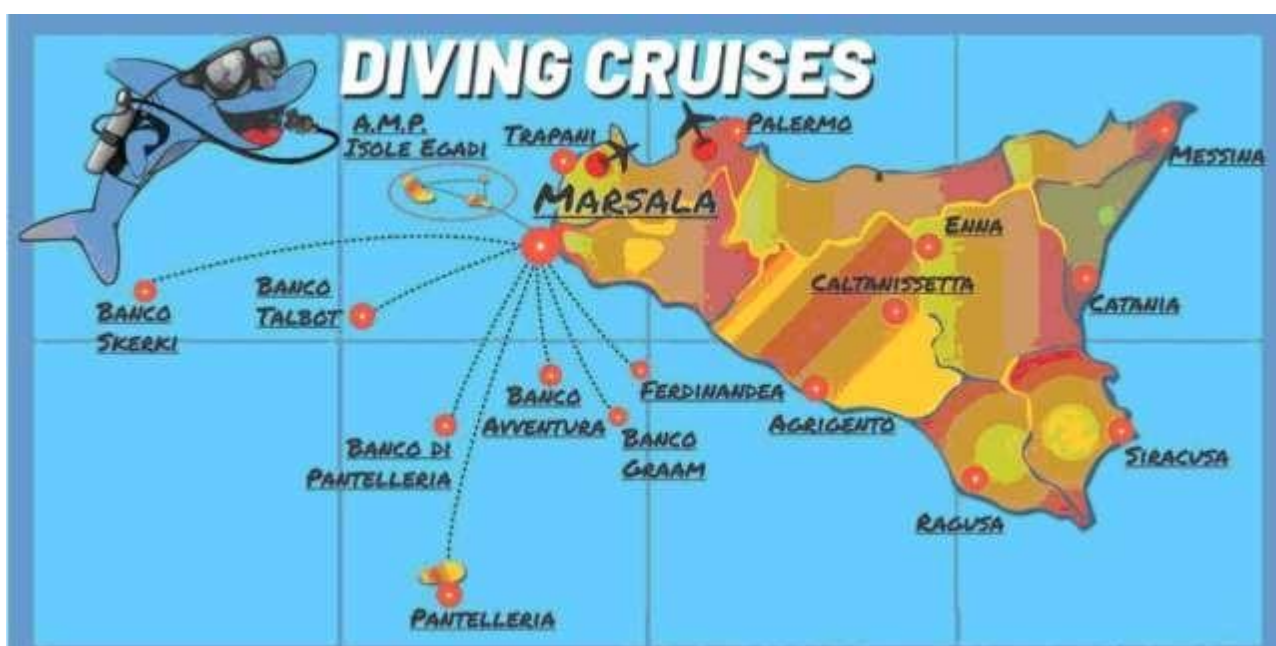 DIVING CRUISES
A.M.P.
ISOLE EGADI
TRAPANI
PALERMO
MESSINA
MARSALA
ENNA
CALTANISSETTA
CATANIA
BANCO
SKERKI
BANCO
TALBOT
FERDINANDEA
BANCO
AVVENTURA
AGRIGENTO
BANCO
GRAAM
BANCO DI
PANTELLERIA
SIRACUSA
RAGUSA
PANTELLERIA